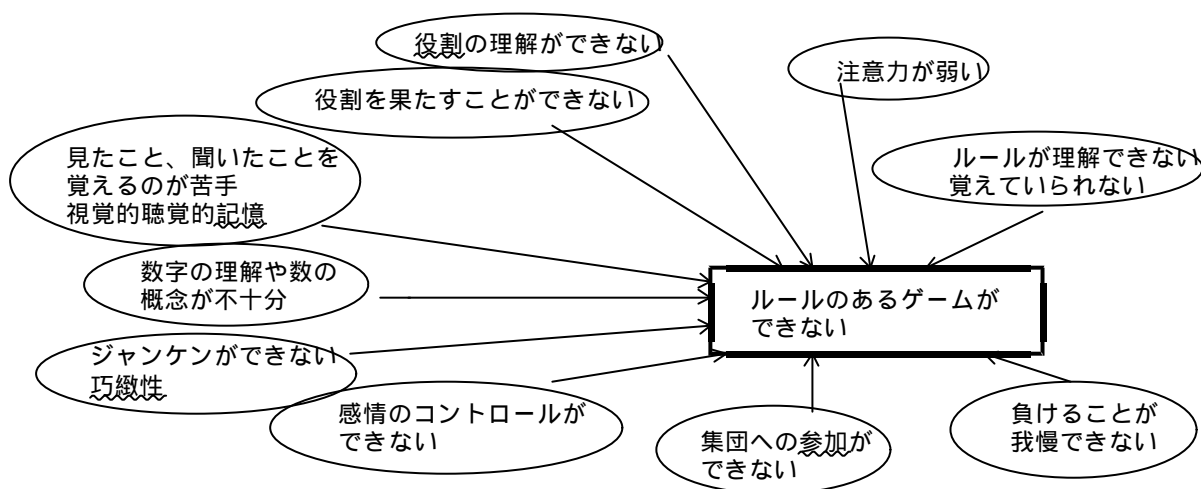 役割の理解ができない
注意力が弱い
役割を果たすことができない
見たこと、聞いたことを
覚えるのが苦手
視覚的聴覚的記憶
ルールが理解できない
覚えていられない
数字の理解や数の
概念が不十分
ルールのあるゲームが
できない
ジャンケンができない
巧緻性
感情のコントロールが
できない
集団への参加が
できない
負けることが
我慢できない